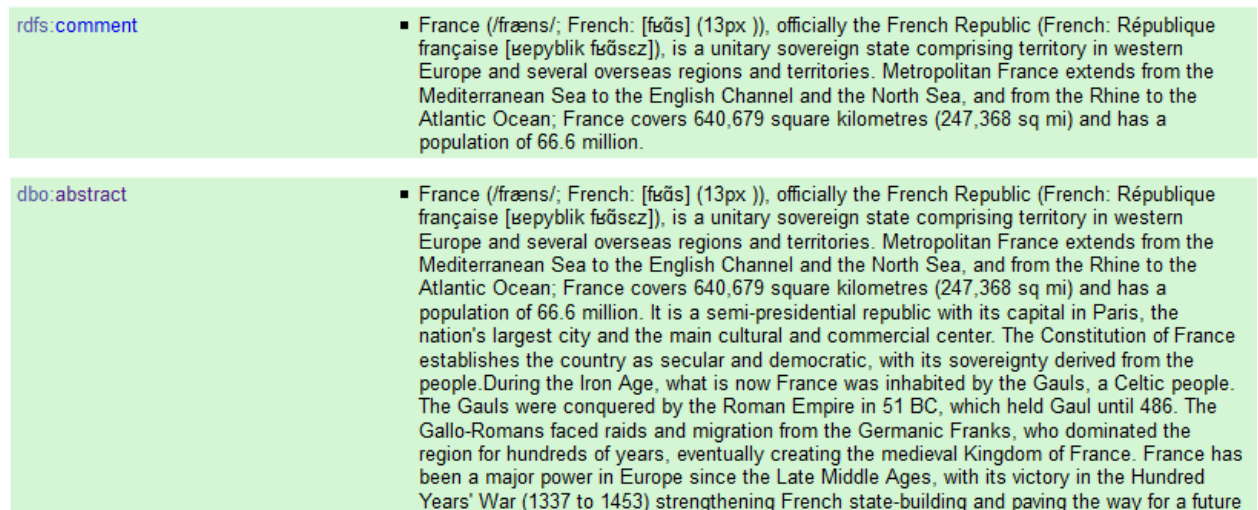 rdfs:comment
▪ France (/fræns/; French: [fʁɑ̃s] (13px )), officially the French Republic (French: République
française [ʁepyblik fʁɑ̃sɛz]), is a unitary sovereign state comprising territory in western
Europe and several overseas regions and territories. Metropolitan France extends from the
Mediterranean Sea to the English Channel and the North Sea, and from the Rhine to the
Atlantic Ocean; France covers 640,679 square kilometres (247,368 sq mi) and has a
population of 66.6 million.
dbo:abstract
▪ France (/fræns/; French: [fʁɑ̃s] (13px )), officially the French Republic (French: République
française [ʁepyblik fʁɑ̃sɛz]), is a unitary sovereign state comprising territory in western
Europe and several overseas regions and territories. Metropolitan France extends from the
Mediterranean Sea to the English Channel and the North Sea, and from the Rhine to the
Atlantic Ocean; France covers 640,679 square kilometres (247,368 sq mi) and has a
population of 66.6 million. It is a semi-presidential republic with its capital in Paris, the
nation's largest city and the main cultural and commercial center. The Constitution of France
establishes the country as secular and democratic, with its sovereignty derived from the
people.During the Iron Age, what is now France was inhabited by the Gauls, a Celtic people.
The Gauls were conquered by the Roman Empire in 51 BC, which held Gaul until 486. The
Gallo-Romans faced raids and migration from the Germanic Franks, who dominated the
region for hundreds of years, eventually creating the medieval Kingdom of France. France has
been a major power in Europe since the Late Middle Ages, with its victory in the Hundred
Years' War (1337 to 1453) strengthening French state-building and paving the way for a future